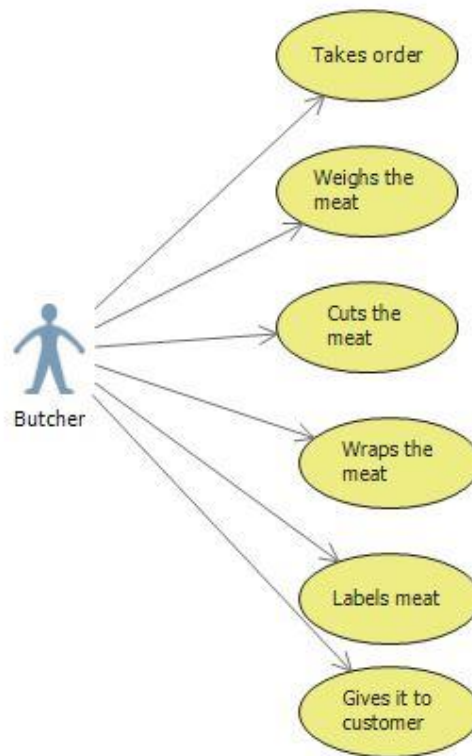 Takes order
Weighs the
meat
Cuts the
meat
Butcher
Wraps the
meat
Labels meat
Gives it to
customer